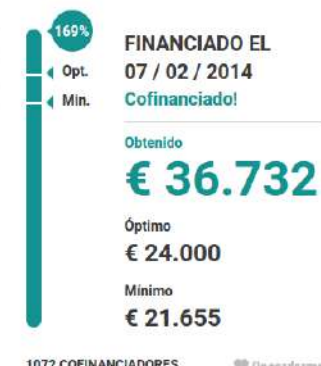 169%
Opt.
Min.
FINANCIADO EL
07 / 02 / 2014
Cofinanciado!
Obtenido
€ 36.732
Óptimo
€ 24.000
Mínimo
€ 21.655
1072 COFINANCIADORES